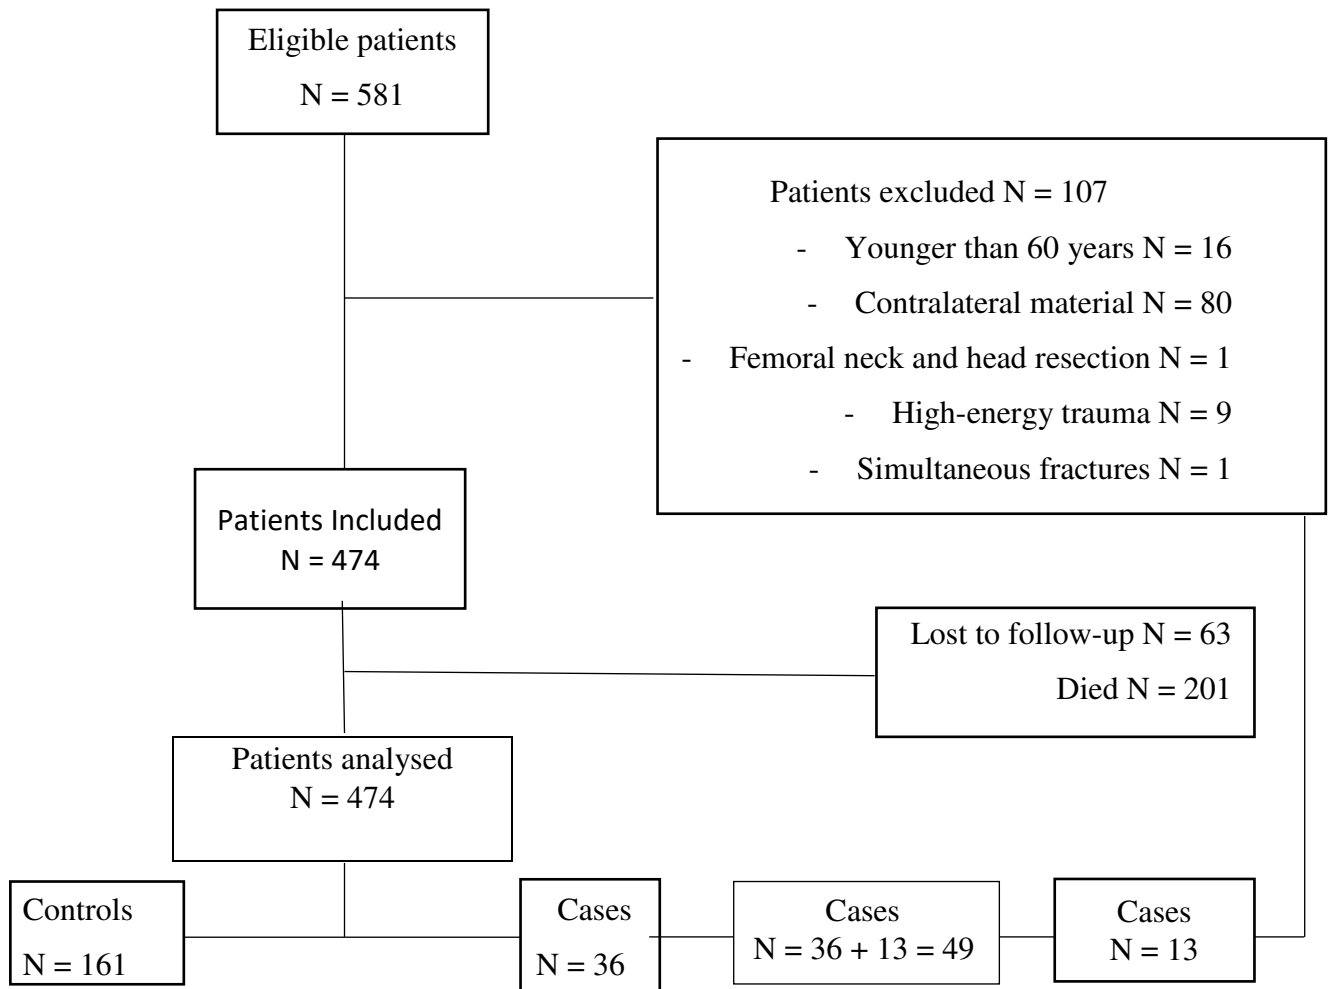 Eligible patients
N = 581
Patients excluded N = 107
- Younger than 60 years N = 16
- Contralateral material N = 80
- Femoral neck and head resection N = 1
- High-energy trauma N = 9
- Simultaneous fractures N = 1
Patients Included
N = 474
Lost to follow-up N = 63
Died N = 201
Patients analysed
N = 474
Controls
N = 161
Cases
N = 36
Cases
N = 36 + 13 = 49
Cases
N = 13